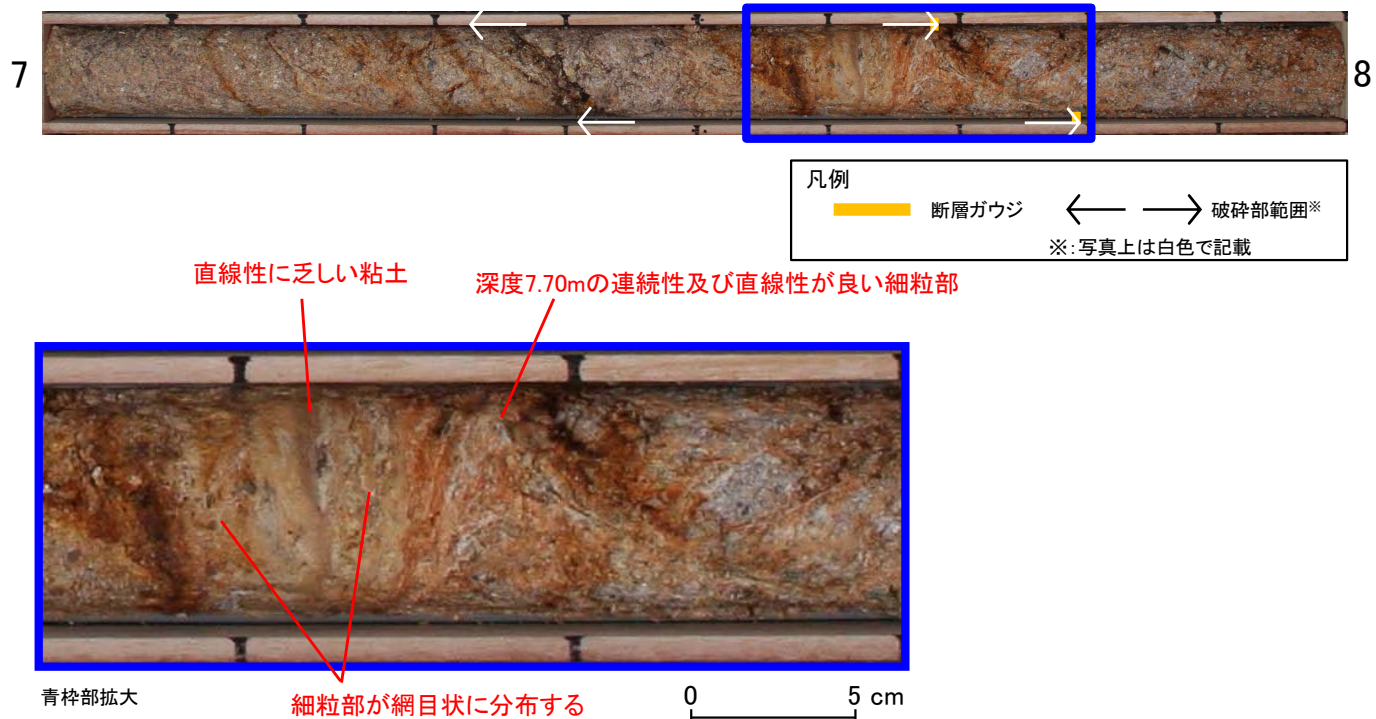 7
8
凡例
断層ガウジ
破砕部範囲※
※:写真上は白色で記載
直線性に乏しい粘土
深度7.70mの連続性及び直線性が良い細粒部
細粒部が網目状に分布する
青枠部拡大
0
5 cm